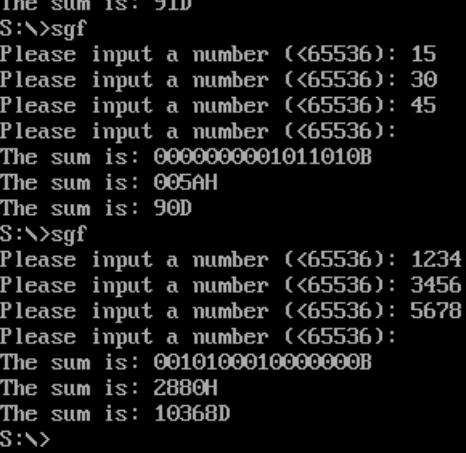 The sum is: 91D
S:\>sgf
Please input a number (<65536): 15
Please input a number (<65536): 30
Please input a number (<65536): 45
Please input a number (<65536):
The sum is: 0000000001011010B
The sum is: 005AH
The sum is: 90D
S:\>sgf
Please input a number (<65536): 1234
Please input a number (<65536): 3456
Please input a number (<65536): 5678
Please input a number (<65536):
The sum is: 0010100010000000B
The sum is: 2880H
The sum is: 10368D
S:\>